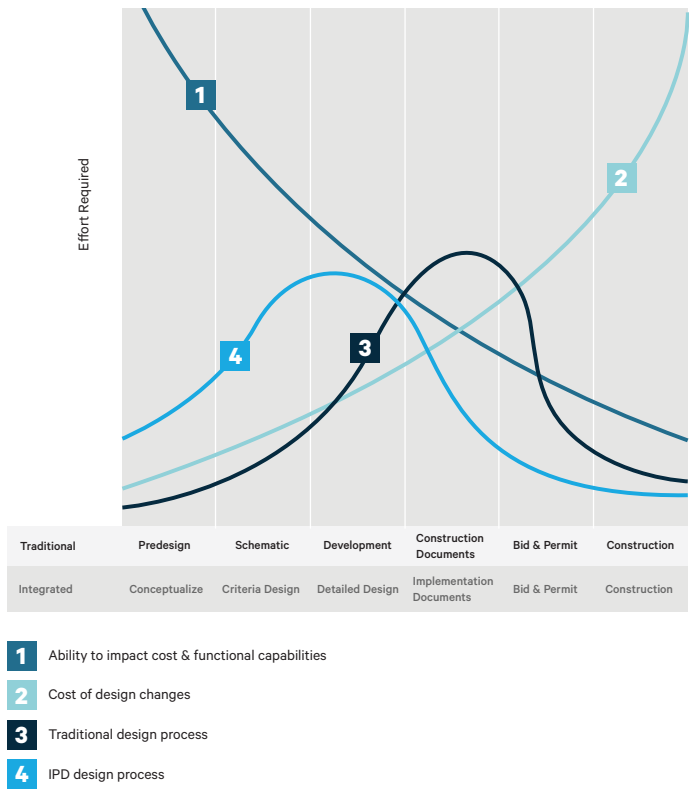 1
2
Effort Required
3
4
Traditional Predesign Schematic Development Construction Documents Bid & Permit Construction
Integrated Conceptualize Criteria Design Detailed Design Implementation Documents Bid & Permit Construction
1 Ability to impact cost & functional capabilities
2 Cost of design changes
3 Traditional design process
4 IPD design process